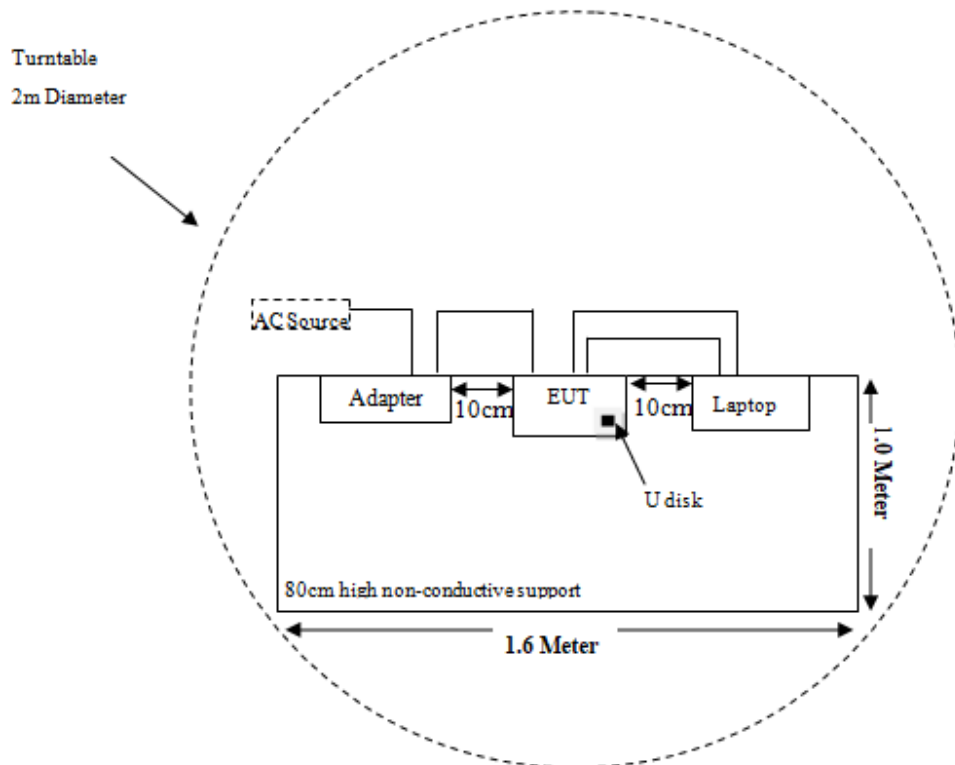 Turntable
2m Diameter
AC Source
Adapter
10cm
EUT
10cm
Laptop
U disk
1.0 Meter
80cm high non-conductive support
1.6 Meter